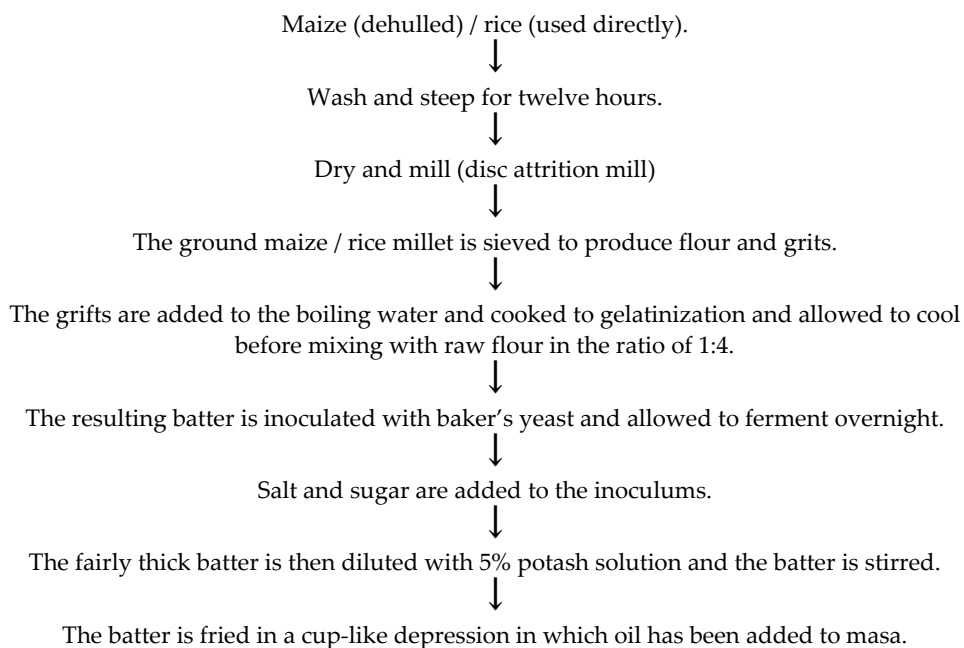 Maize (dehulled) / rice (used directly).
Wash and steep for twelve hours.
Dry and mill (disc attrition mill)
The ground maize / rice millet is sieved to produce flour and grits.
The grifts are added to the boiling water and cooked to gelatinization and allowed to cool
before mixing with raw flour in the ratio of 1:4.
The resulting batter is inoculated with baker’s yeast and allowed to ferment overnight.
Salt and sugar are added to the inoculums.
The fairly thick batter is then diluted with 5% potash solution and the batter is stirred.
The batter is fried in a cup-like depression in which oil has been added to masa.